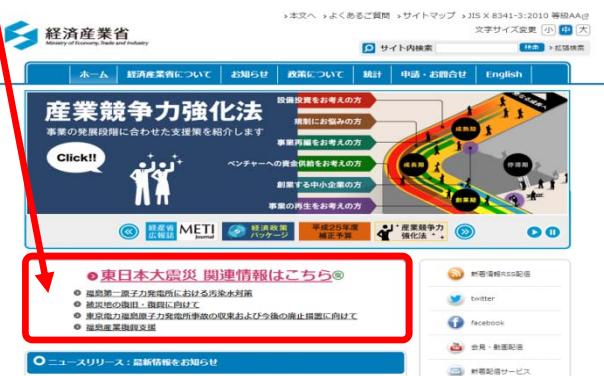 ›本文へ ›よくあるご質問 ›サイトマップ ›JIS X 8341-3:2010 等級AA
経済産業省
Ministry of Economy, Trade and Industry
文字サイズ変更 小 中 大
サイト内検索 検索 ›拡張検索
ホーム 経済産業省について お知らせ 政策について 統計 申請・お問合せ English
産業競争力強化法
事業の発展段階に合わせた支援策を紹介します
Click!!
設備投資をお考えの方
規制にお悩みの方
事業再編をお考えの方
ベンチャーへの資金供給をお考えの方
創業する中小企業の方
事業の再生をお考えの方
成熟期
成長期
停滞期
創業期
経産省広報誌 METI Journal
経済政策パッケージ
平成25年度補正予算
産業競争力強化法
東日本大震災 関連情報はこちら
福島第一原子力発電所における汚染水対策
被災地の復旧・復興に向けて
東京電力福島原子力発電所事故の収束および今後の廃止措置に向けて
福島産業復興支援
ニュースリリース：最新情報をお知らせ
新着情報RSS配信
twitter
facebook
会見・動画配信
新着配信サービス